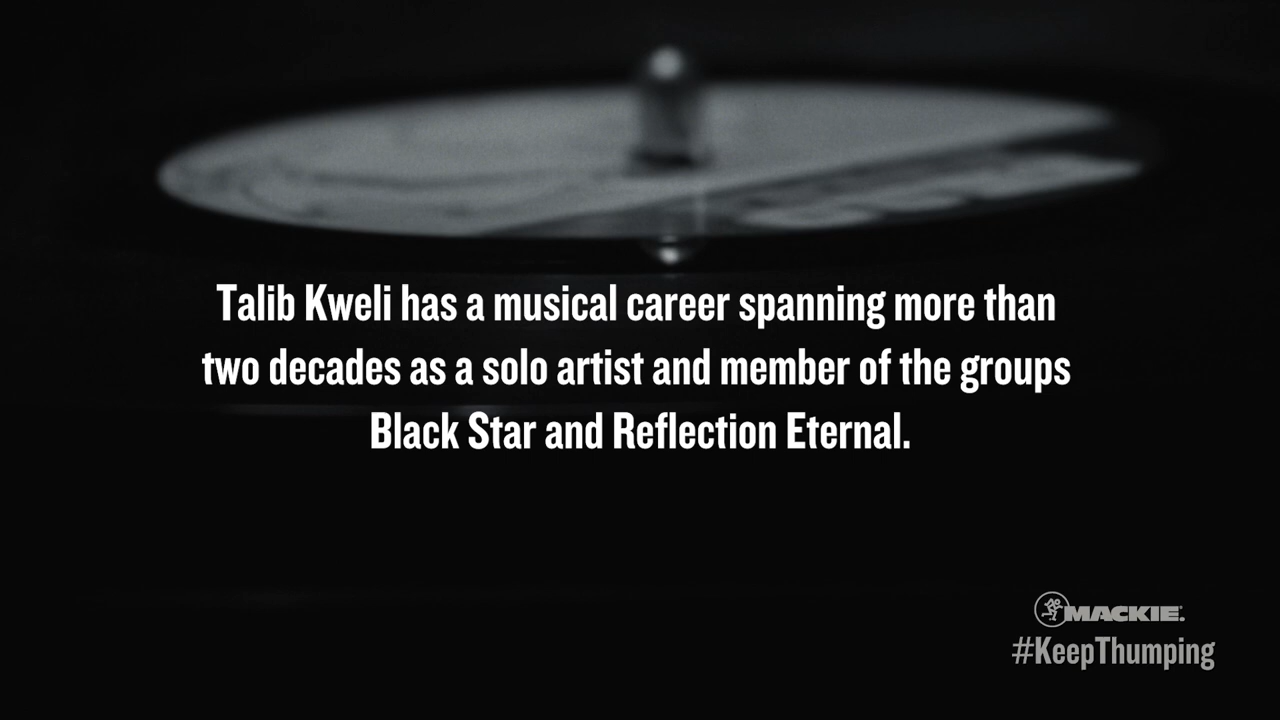 Talib Kweli has a musical career spanning more than
two decades as a solo artist and member of the groups
Black Star and Reflection Eternal.
MACKIE.
#KeepThumping